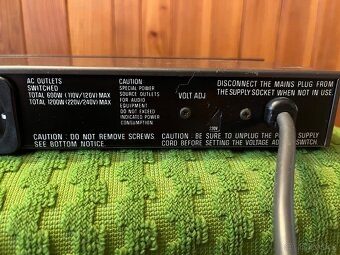 AC OUTLETS
SWITCHED
TOTAL 600W (110V/120V) MAX
TOTAL 1200W (220V/240V) MAX
CAUTION
SPECIAL POWER
SOURCE OUTLETS
FOR AUDIO
EQUIPMENT.
DO NOT EXCEED
INDICATED POWER
CONSUMPTION
VOLT ADJ
DISCONNECT THE MAINS PLUG FROM
THE SUPPLY SOCKET WHEN NOT IN USE.
CAUTION : DO NOT REMOVE SCREWS.
SEE BOTTOM NOTICE.
CAUTION : BE SURE TO UNPLUG THE SUPPLY
CORD BEFORE SETTING THE VOLTAGE SWITCH.